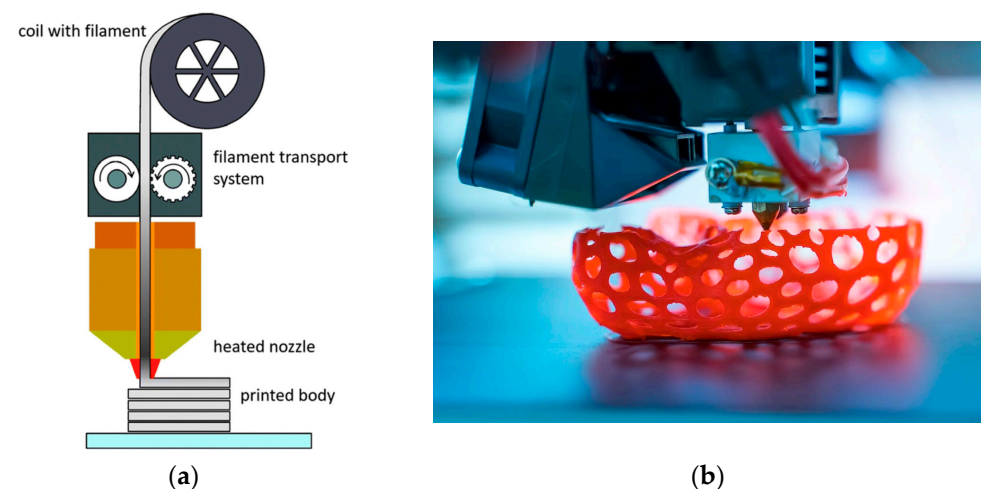 coil with filament
filament transport
system
heated nozzle
printed body
(a)
(b)